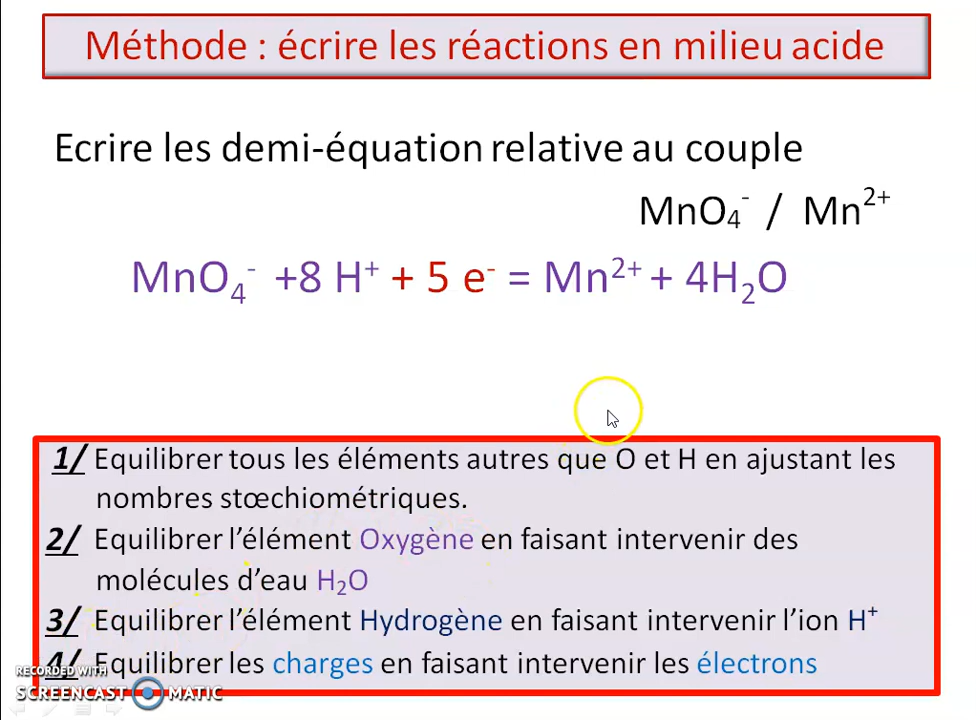 Méthode : écrire les réactions en milieu acide
Ecrire les demi-équation relative au couple
MnO₄⁻ / Mn²⁺
MnO₄⁻ +8 H⁺ + 5 e⁻ = Mn²⁺ + 4H₂O
1/ Equilibrer tous les éléments autres que O et H en ajustant les
nombres stœchiométriques.
2/ Equilibrer l’élément Oxygène en faisant intervenir des
molécules d’eau H₂O
3/ Equilibrer l’élément Hydrogène en faisant intervenir l’ion H⁺
4/ Equilibrer les charges en faisant intervenir les électrons
RECORDED WITH
SCREENCAST MATIC